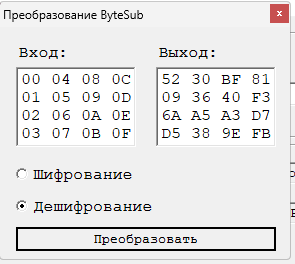 Преобразование ByteSub
x
Вход: Выход:
00 04 08 0C 52 30 BF 81
01 05 09 0D 09 36 40 F3
02 06 0A 0E 6A A5 A3 D7
03 07 0B 0F D5 38 9E FB
Шифрование
Дешифрование
Преобразовать